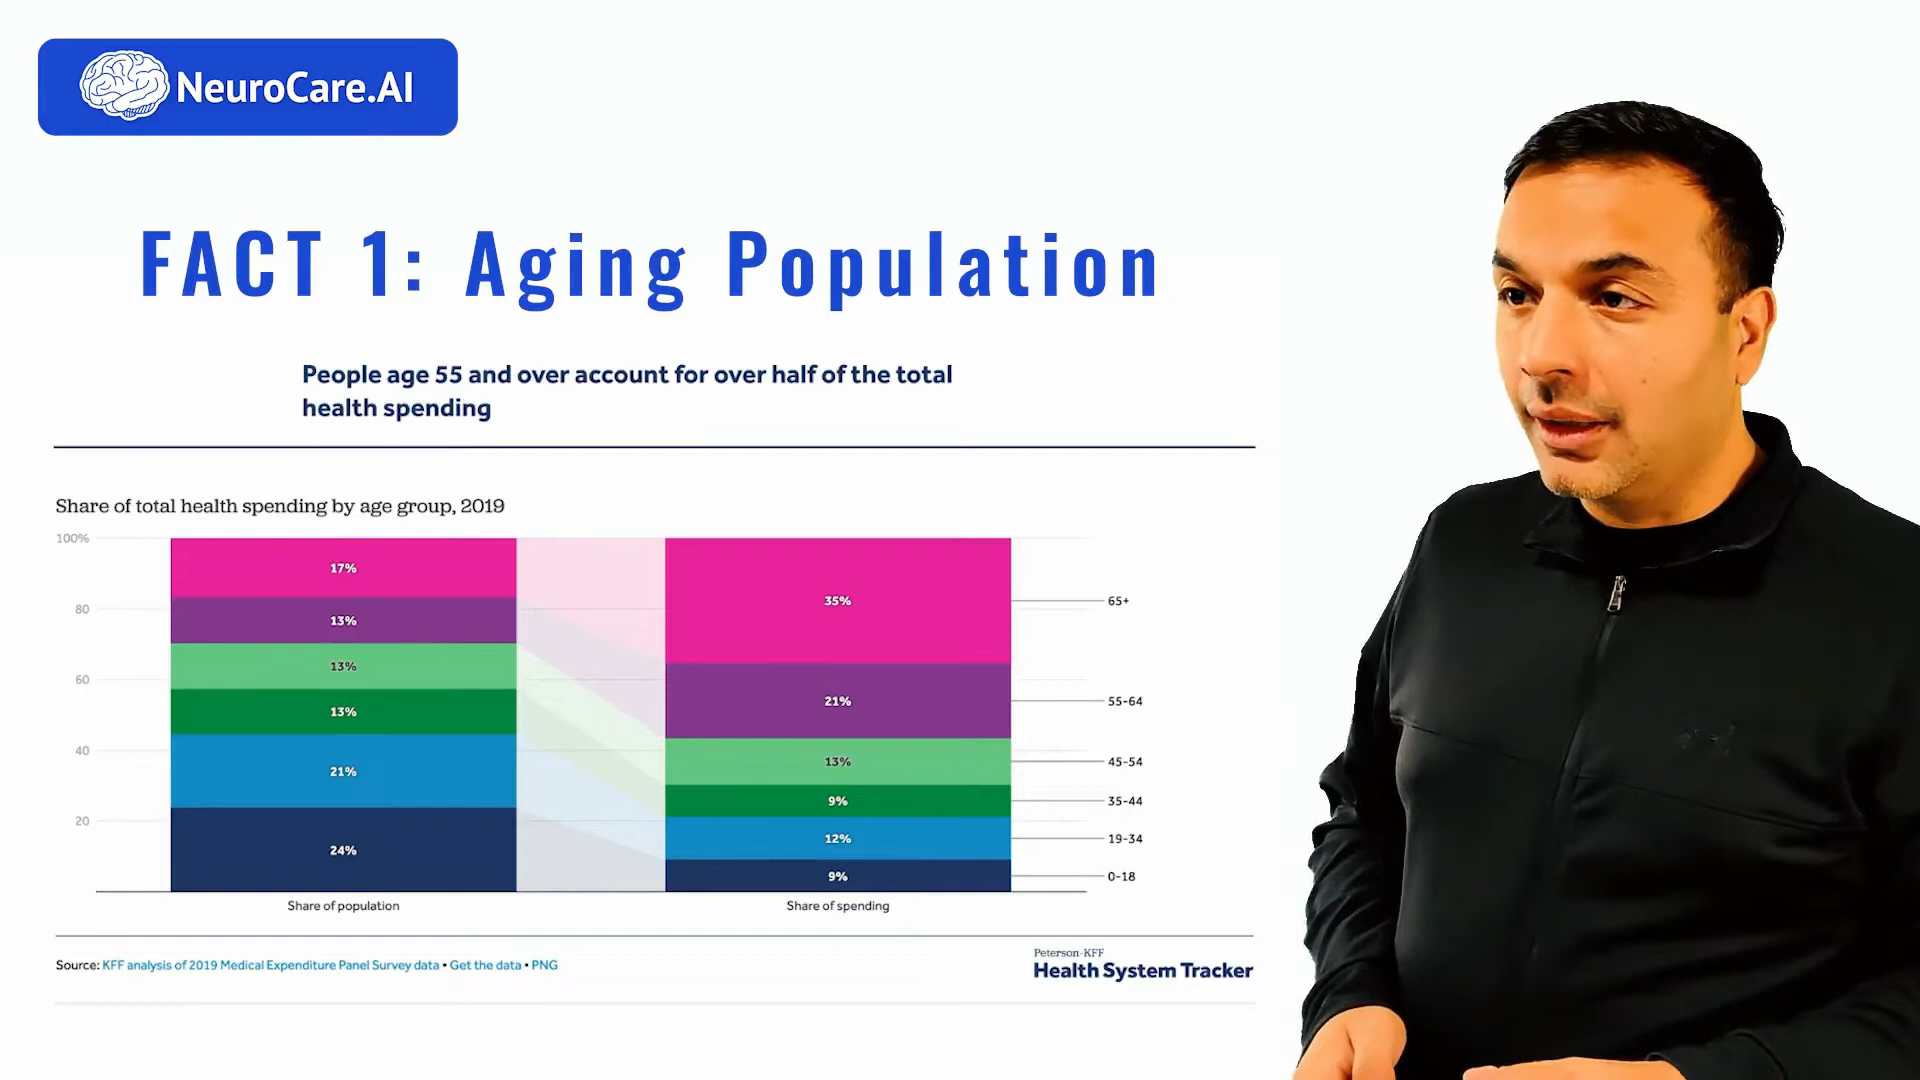 NeuroCare.AI
FACT 1: Aging Population
People age 55 and over account for over half of the total
health spending
Share of total health spending by age group, 2019
100%
80
60
40
20
17%
13%
13%
13%
21%
24%
35%
21%
13%
9%
12%
9%
65+
55-64
45-54
35-44
19-34
0-18
Share of population
Share of spending
Source: KFF analysis of 2019 Medical Expenditure Panel Survey data • Get the data • PNG
Peterson-KFF
Health System Tracker